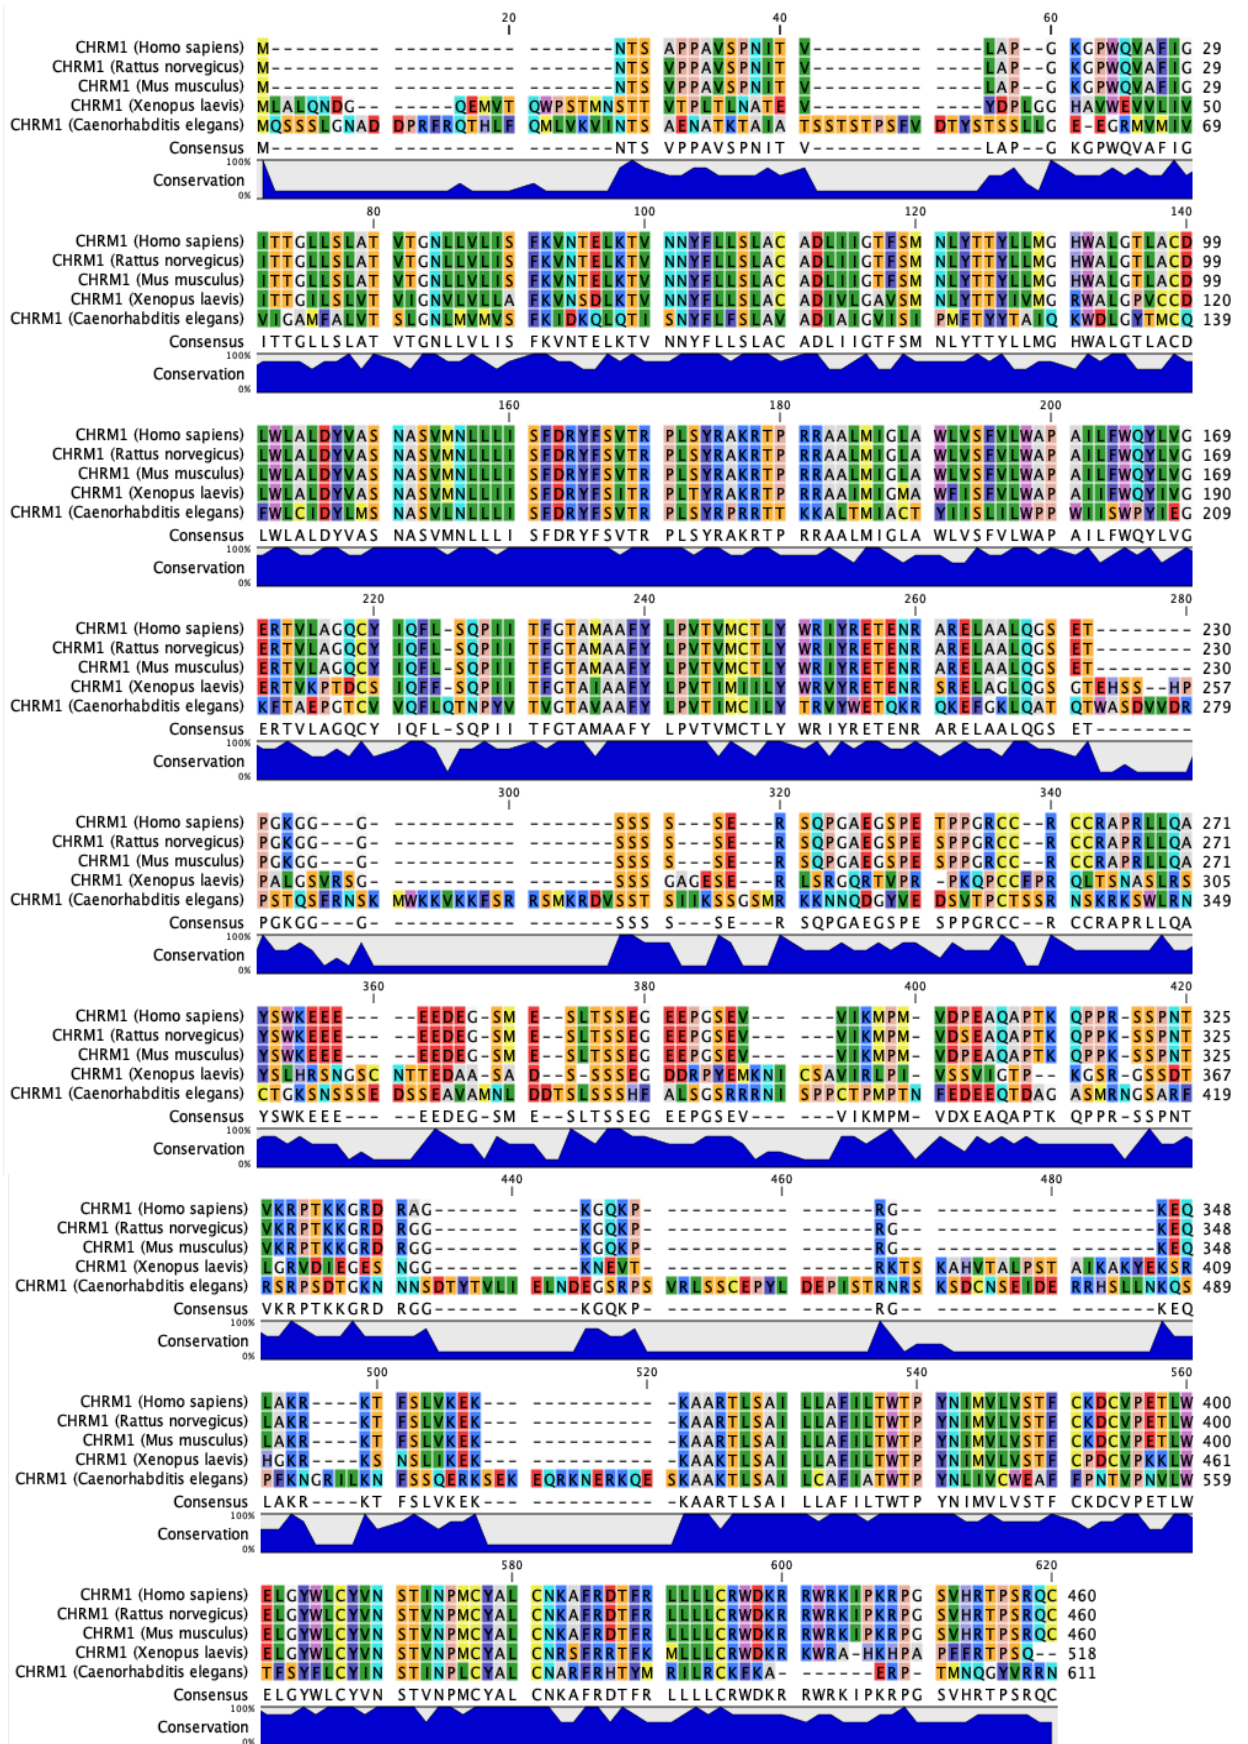 20 40 60
CHRM1 (Homo sapiens) M--------- ---------- ------NTS APPAVSPNIT V--------- ----LAP--G KGPWQVAFIG 29
CHRM1 (Rattus norvegicus) M--------- ---------- ------NTS VPPAVSPNIT V--------- ----LAP--G KGPWQVAFIG 29
CHRM1 (Mus musculus) M--------- ---------- ------NTS VPPAVSPNIT V--------- ----LAP--G KGPWQVAFIG 29
CHRM1 (Xenopus laevis) MLALQNDG-- -----QEMVT QWPSTMNSTT VTPLTLNATE V--------- ----YDPLGG HAVWEVVLIV 50
CHRM1 (Caenorhabditis elegans) MQSSSLGNAD DPRFRQTHLF QMLVKVINTS AENATKTAIA TSSTSTPSFV DTYSTSSLLG E-EGRMVMIV 69
Consensus M--------- ---------- ------NTS VPPAVSPNIT V--------- ----LAP--G KGPWQVAFIG
100%
Conservation
0%
80 100 120 140
CHRM1 (Homo sapiens) ITTGLLSLAT VTGNLLVLIS FKVNTELKTV NNYFLLSLAC ADLIIGTFSM NLYTTYLLMG HWALGTLACD 99
CHRM1 (Rattus norvegicus) ITTGLLSLAT VTGNLLVLIS FKVNTELKTV NNYFLLSLAC ADLIIGTFSM NLYTTYLLMG HWALGTLACD 99
CHRM1 (Mus musculus) ITTGLLSLAT VTGNLLVLIS FKVNTELKTV NNYFLLSLAC ADLIIGTFSM NLYTTYLLMG HWALGTLACD 99
CHRM1 (Xenopus laevis) ITTGILSLVT VIGNVLVLLA FKVNSDLKTV NNYFLLSLAC ADIVLGAVSM NLYTTYIVMG RWALGPVCCD 120
CHRM1 (Caenorhabditis elegans) VIGAMFALVT SLGNLMVMVS FKIDKQLQTI SNYFLFSLAV ADIAIGVISI PMFTYYTAIQ KWDLGYTMCQ 139
Consensus ITTGLLSLAT VTGNLLVLIS FKVNTELKTV NNYFLLSLAC ADLIIGTFSM NLYTTYLLMG HWALGTLACD
100%
Conservation
0%
160 180 200
CHRM1 (Homo sapiens) LWLALDYVAS NASVMNLLLI SFDRYFSVTR PLSYRAKRTP RRAALMIGLA WLVSFVLWAP AILFWQYLVG 169
CHRM1 (Rattus norvegicus) LWLALDYVAS NASVMNLLLI SFDRYFSVTR PLSYRAKRTP RRAALMIGLA WLVSFVLWAP AILFWQYLVG 169
CHRM1 (Mus musculus) LWLALDYVAS NASVMNLLLI SFDRYFSVTR PLSYRAKRTP RRAALMIGLA WLVSFVLWAP AILFWQYLVG 169
CHRM1 (Xenopus laevis) LWLALDYVAS NASVMNLLII SFDRYFSITR PLTYRAKRTP RRAAIMIGMA WFISFVLWAP AIIFWQYIVG 190
CHRM1 (Caenorhabditis elegans) FWLCIDYLMS NASVLNLLLI SFDRYFSVTR PLSYRPRRTT KKALTMIACT YIISLILWPP WIISWPYIEG 209
Consensus LWLALDYVAS NASVMNLLLI SFDRYFSVTR PLSYRAKRTP RRAALMIGLA WLVSFVLWAP AILFWQYLVG
100%
Conservation
0%
220 240 260 280
CHRM1 (Homo sapiens) ERTVLAGQCY IQFL-SQPII TFGTAMAAFY LPVTVMCTLY WRIYRETENR ARELAALQGS ET-------- 230
CHRM1 (Rattus norvegicus) ERTVLAGQCY IQFL-SQPII TFGTAMAAFY LPVTVMCTLY WRIYRETENR ARELAALQGS ET-------- 230
CHRM1 (Mus musculus) ERTVLAGQCY IQFL-SQPII TFGTAMAAFY LPVTVMCTLY WRIYRETENR ARELAALQGS ET-------- 230
CHRM1 (Xenopus laevis) ERTVKPTDCS IQFF-SQPII TFGTAIAAFY LPVTIMIILY WRVYRETENR SRELAGLQGS GTEHSS--HP 257
CHRM1 (Caenorhabditis elegans) KFTAEPGTCV VQFLQTNPYV TVGTAVAAFY LPVTIMCILY TRVYWETQKR QKEFGKLQAT QTWASDVVDR 279
Consensus ERTVLAGQCY IQFL-SQPII TFGTAMAAFY LPVTVMCTLY WRIYRETENR ARELAALQGS ET--------
100%
Conservation
0%
300 320 340
CHRM1 (Homo sapiens) PGKGG---G- ---------- -------SSS S---SE---R SQPGAEGSPE TPPGRCC--R CCRAPRLLQA 271
CHRM1 (Rattus norvegicus) PGKGG---G- ---------- -------SSS S---SE---R SQPGAEGSPE SPPGRCC--R CCRAPRLLQA 271
CHRM1 (Mus musculus) PGKGG---G- ---------- -------SSS S---SE---R SQPGAEGSPE SPPGRCC--R CCRAPRLLQA 271
CHRM1 (Xenopus laevis) PALGSVRSG- ---------- -------SSS GAGESE---R LSRGQRTVPR -PKQPCCFPR QLTSNASLRS 305
CHRM1 (Caenorhabditis elegans) PSTQSFRNSK MWKKVKKFSR RSMKRDVSST SIIKSSGSMR KKNNQDGYVE DSVTPCTSSR NSKRKSWLRN 349
Consensus PGKGG---G- ---------- -------SSS S---SE---R SQPGAEGSPE SPPGRCC--R CCRAPRLLQA
100%
Conservation
0%
360 380 400 420
CHRM1 (Homo sapiens) YSWKEEE--- --EEDEG-SM E--SLTSSEG EEPGSEV--- ---VIKMPM- VDPEAQAPTK QPPR-SSPNT 325
CHRM1 (Rattus norvegicus) YSWKEEE--- --EEDEG-SM E--SLTSSEG EEPGSEV--- ---VIKMPM- VDSEAQAPTK QPPR-SSPNT 325
CHRM1 (Mus musculus) YSWKEEE--- --EEDEG-SM E--SLTSSEG EEPGSEV--- ---VIKMPM- VDPEAQAPTK QPPK-SSPNT 325
CHRM1 (Xenopus laevis) YSLHRSNGSC NTTEDAA-SA D--S-SSSEG DDRPYEMKNI CSAVIRLPI- VSSVIGTP-- KGSR-GSSDT 367
CHRM1 (Caenorhabditis elegans) CTGKSNSSSE DSSEAVAMNL DDTSLSSSHF ALSGSRRRNI SPPCTPMPTN FEDEEQTDAG ASMRNGSARF 419
Consensus YSWKEEE--- --EEDEG-SM E--SLTSSEG EEPGSEV--- ---VIKMPM- VDXEAQAPTK QPPR-SSPNT
100%
Conservation
0%
440 460 480
CHRM1 (Homo sapiens) VKRPTKKGRD RAG------- ----KGQKP- ---------- ------RG-- ---------- -------KEQ 348
CHRM1 (Rattus norvegicus) VKRPTKKGRD RGG------- ----KGQKP- ---------- ------RG-- ---------- -------KEQ 348
CHRM1 (Mus musculus) VKRPTKKGRD RGG------- ----KGQKP- ---------- ------RG-- ---------- -------KEQ 348
CHRM1 (Xenopus laevis) LGRVDIEGES NGG------- ----KNEVT- ---------- ------RKTS KAHVTALPST AIKAKYEKSR 409
CHRM1 (Caenorhabditis elegans) RSRPSDTGKN NNSDTYTVLI ELNDEGSRPS VRLSSCEPYL DEPISTRNRS KSDCNSEIDE RRHSLLNKQS 489
Consensus VKRPTKKGRD RGG------- ----KGQKP- ---------- ------RG-- ---------- -------KEQ
100%
Conservation
0%
500 520 540 560
CHRM1 (Homo sapiens) LAKR----KT FSLVKEK--- ---------- -KAARTLSAI LLAFILTWTP YNIMVLVSTF CKDCVPETLW 400
CHRM1 (Rattus norvegicus) LAKR----KT FSLVKEK--- ---------- -KAARTLSAI LLAFILTWTP YNIMVLVSTF CKDCVPETLW 400
CHRM1 (Mus musculus) LAKR----KT FSLVKEK--- ---------- -KAARTLSAI LLAFILTWTP YNIMVLVSTF CKDCVPETLW 400
CHRM1 (Xenopus laevis) HGKR----KS NSLIKEK--- ---------- -KAAKTLSAI LLAFILTWTP YNIMVLVSTF CKDCVPKKLW 461
CHRM1 (Caenorhabditis elegans) PFKNGRILKN FSSQERKSEK EQRKNERKQE SKAAKTLSAI LCAFIATWTP YNLIVCWEAF FPNTVPNVLW 559
Consensus LAKR----KT FSLVKEK--- ---------- -KAARTLSAI LLAFILTWTP YNIMVLVSTF CKDCVPETLW
100%
Conservation
0%
580 600 620
CHRM1 (Homo sapiens) ELGYWLCYVN STINPMCYAL CNKAFRDTFR LLLLCRWDKR RWRKIPKRPG SVHRTPSRQC 460
CHRM1 (Rattus norvegicus) ELGYWLCYVN STVNPMCYAL CNKAFRDTFR LLLLCRWDKR RWRKIPKRPG SVHRTPSRQC 460
CHRM1 (Mus musculus) ELGYWLCYVN STVNPMCYAL CNKAFRDTFR LLLLCRWDKR RWRKIPKRPG SVHRTPSRQC 460
CHRM1 (Xenopus laevis) ELGYWLCYVN STVNPMCYAL CNRSFRRTFK MLLLCRWDKR KWRA-HKHPA PFFRTPSQ-- 518
CHRM1 (Caenorhabditis elegans) TFSYFLCYIN STINPLCYAL CNARFRHTYM RILRCKFKA- -----ERP- TMNQGYVRRN 611
Consensus ELGYWLCYVN STVNPMCYAL CNKAFRDTFR LLLLCRWDKR RWRKIPKRPG SVHRTPSRQC
100%
Conservation
0%